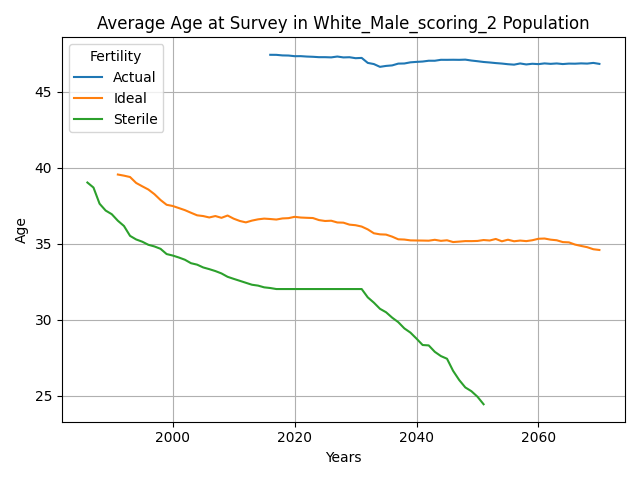 Average Age at Survey in White_Male_scoring_2 Population
Fertility
Actual
Ideal
Sterile
45
40
35
30
25
Age
2000
2020
2040
2060
Years